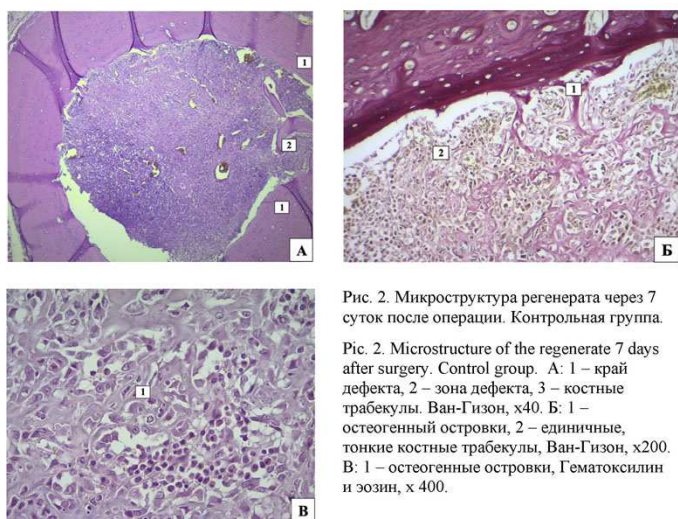 1
2
1
А
1
2
Б
1
В
Рис. 2. Микроструктура регенерата через 7
суток после операции. Контрольная группа.
Pic. 2. Microstructure of the regenerate 7 days
after surgery. Control group. А: 1 – край
дефекта, 2 – зона дефекта, 3 – костные
трабекулы. Ван-Гизон, х40. Б: 1 –
остеогенный островки, 2 – единичные,
тонкие костные трабекулы, Ван-Гизон, х200.
В: 1 – остеогенные островки, Гематоксилин
и эозин, х 400.